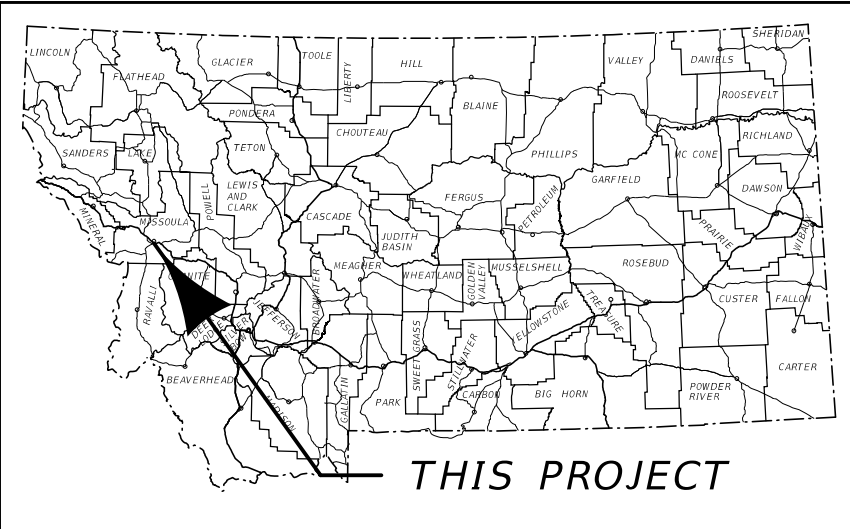 SHERIDAN
LINCOLN
GLACIER
TOOLE
LIBERTY
HILL
VALLEY
DANIELS
FLATHEAD
ROOSEVELT
PONDERA
BLAINE
CHOUTEAU
RICHLAND
SANDERS
LAKE
TETON
PHILLIPS
MC CONE
LEWIS
AND
CLARK
POWELL
GARFIELD
DAWSON
FERGUS
PETROLEUM
MINERAL
MISSOULA
CASCADE
JUDITH
BASIN
PRAIRIE
WIBAUX
MEAGHER
WHEATLAND
GOLDEN
VALLEY
MUSSELSHELL
ROSEBUD
BROADWATER
RAVALLI
JEFFERSON
TREASURE
CUSTER
FALLON
YELLOWSTONE
SWEET GRASS
STILLWATER
BEAVERHEAD
GALLATIN
MADISON
PARK
CARBON
BIG HORN
POWDER
RIVER
CARTER
THIS PROJECT